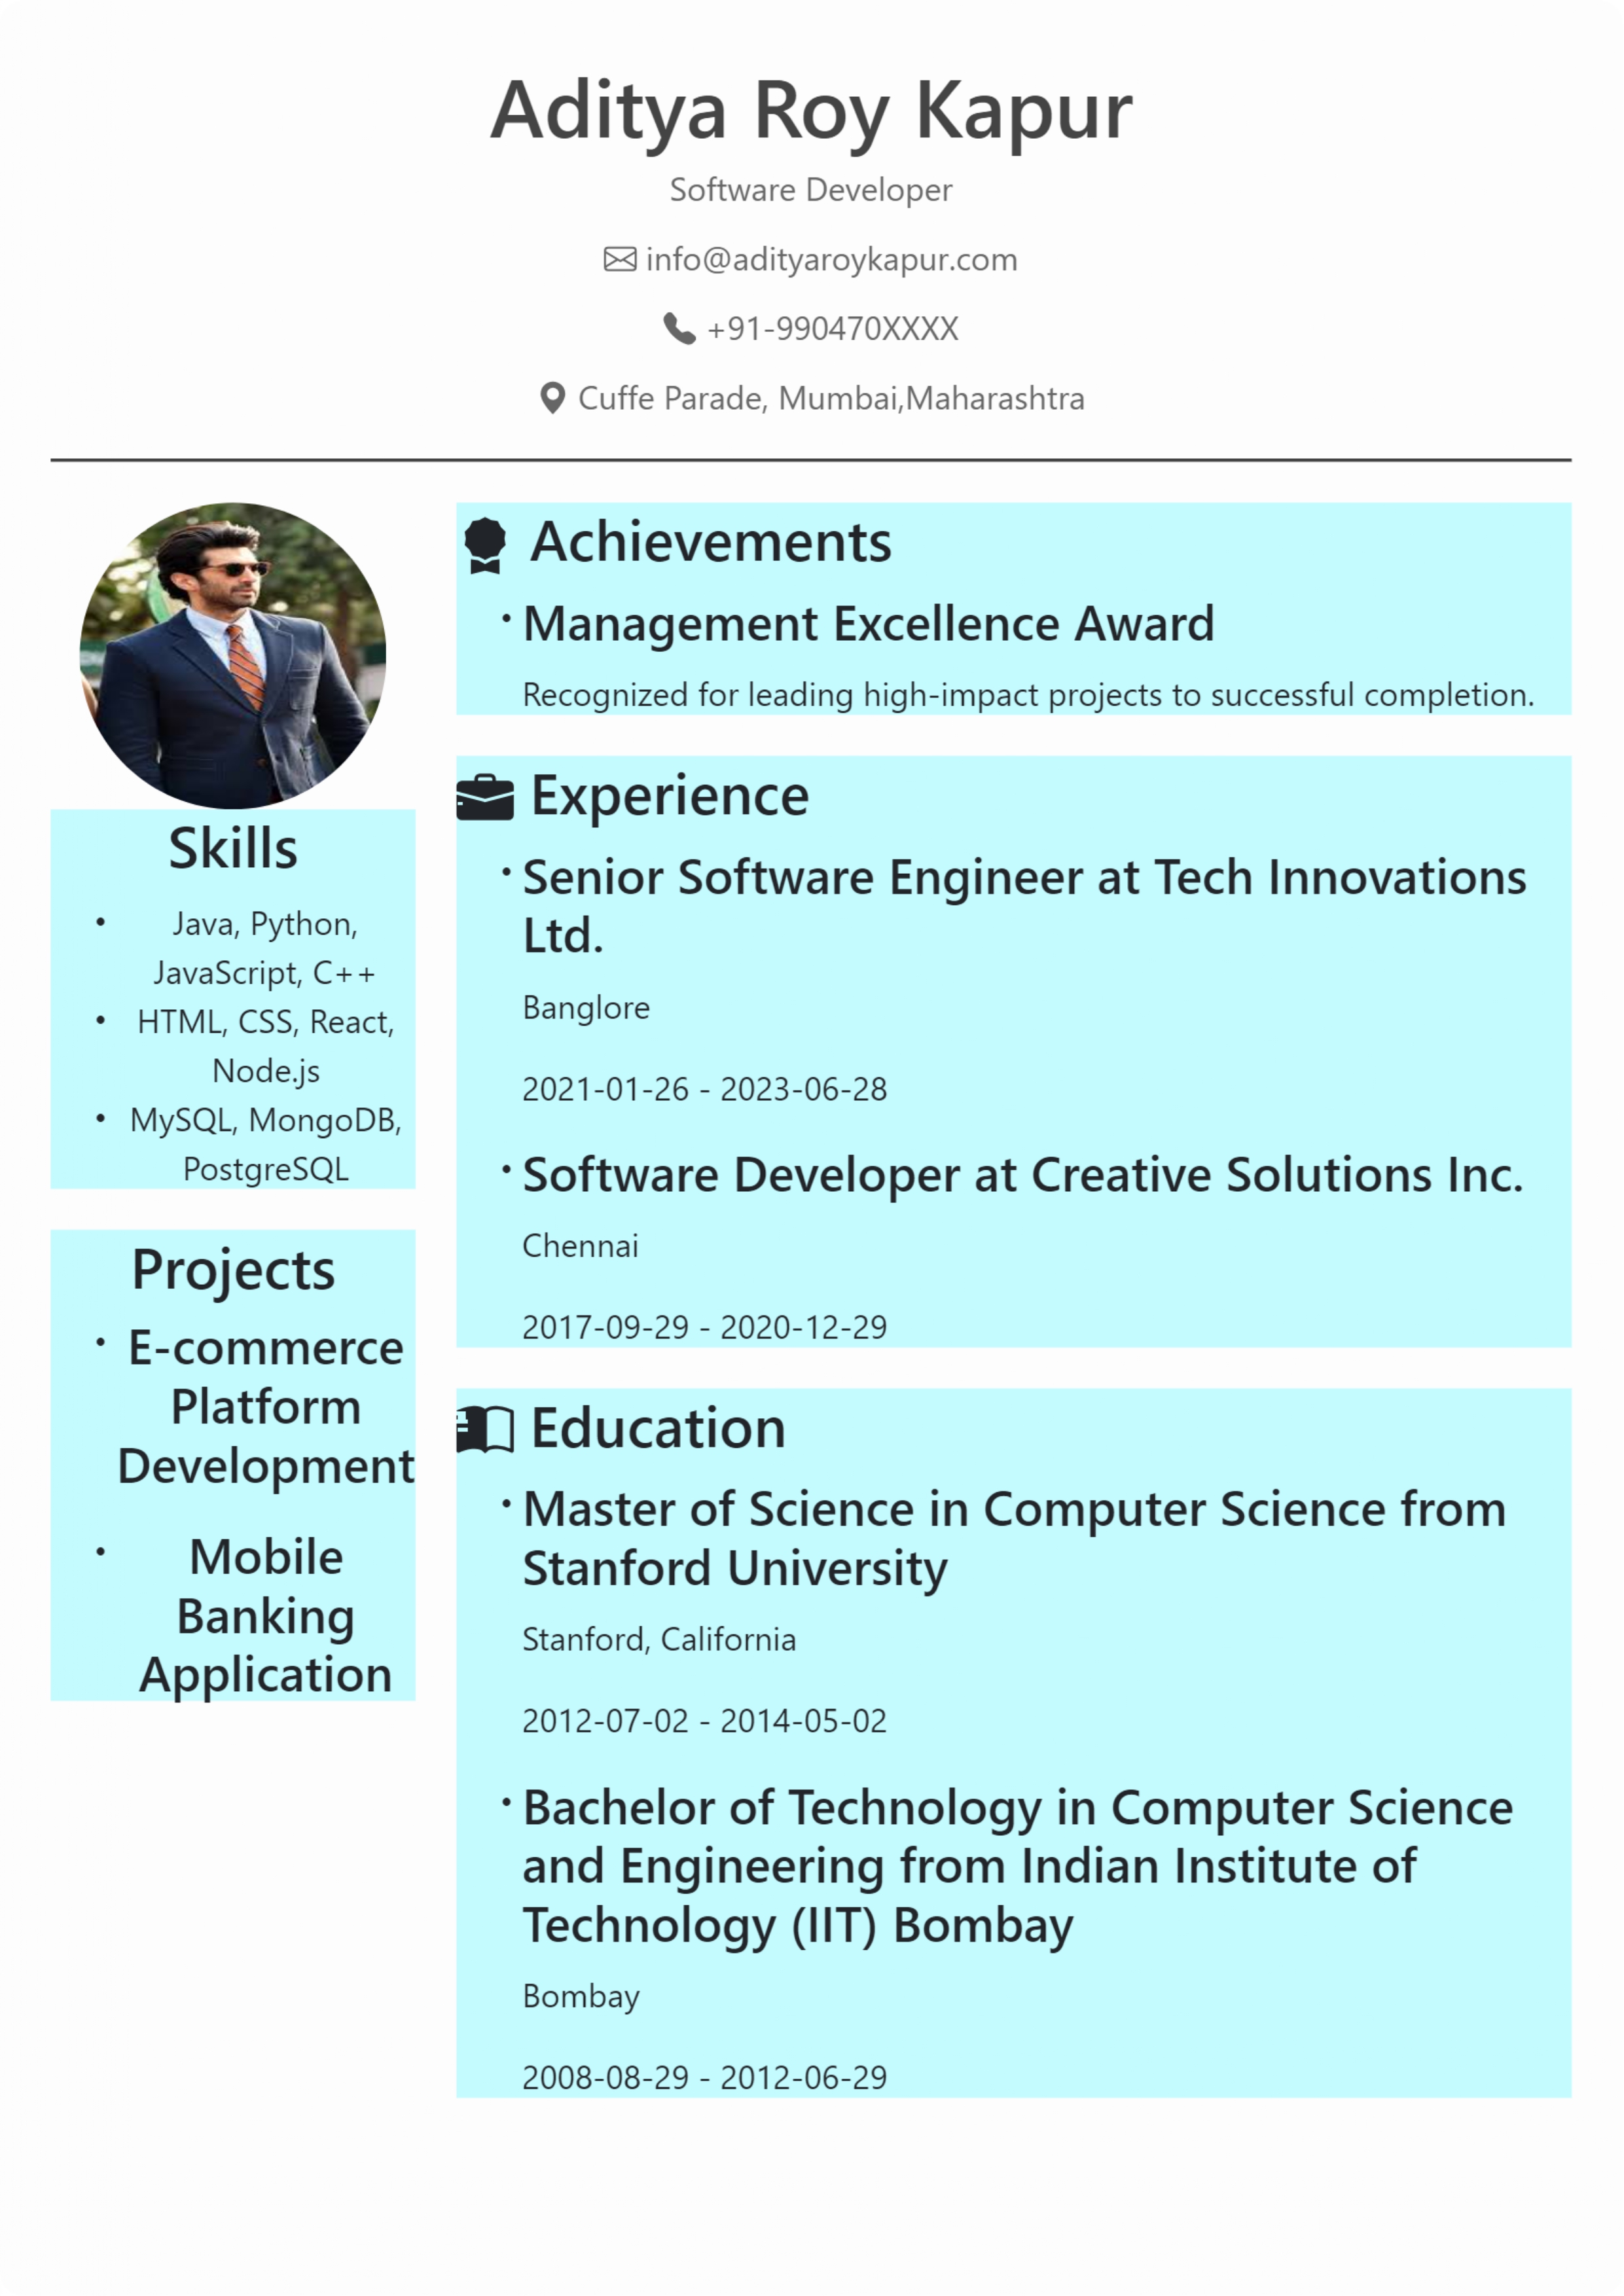 Aditya Roy Kapur
Software Developer
info@adityaroykapur.com
+91-990470XXXX
Cuffe Parade, Mumbai,Maharashtra
Skills
• Java, Python,
JavaScript, C++
• HTML, CSS, React,
Node.js
• MySQL, MongoDB,
PostgreSQL
Projects
• E-commerce
Platform
Development
• Mobile
Banking
Application
Achievements
• Management Excellence Award
Recognized for leading high-impact projects to successful completion.
Experience
• Senior Software Engineer at Tech Innovations
Ltd.
Banglore
2021-01-26 - 2023-06-28
• Software Developer at Creative Solutions Inc.
Chennai
2017-09-29 - 2020-12-29
Education
• Master of Science in Computer Science from
Stanford University
Stanford, California
2012-07-02 - 2014-05-02
• Bachelor of Technology in Computer Science
and Engineering from Indian Institute of
Technology (IIT) Bombay
Bombay
2008-08-29 - 2012-06-29